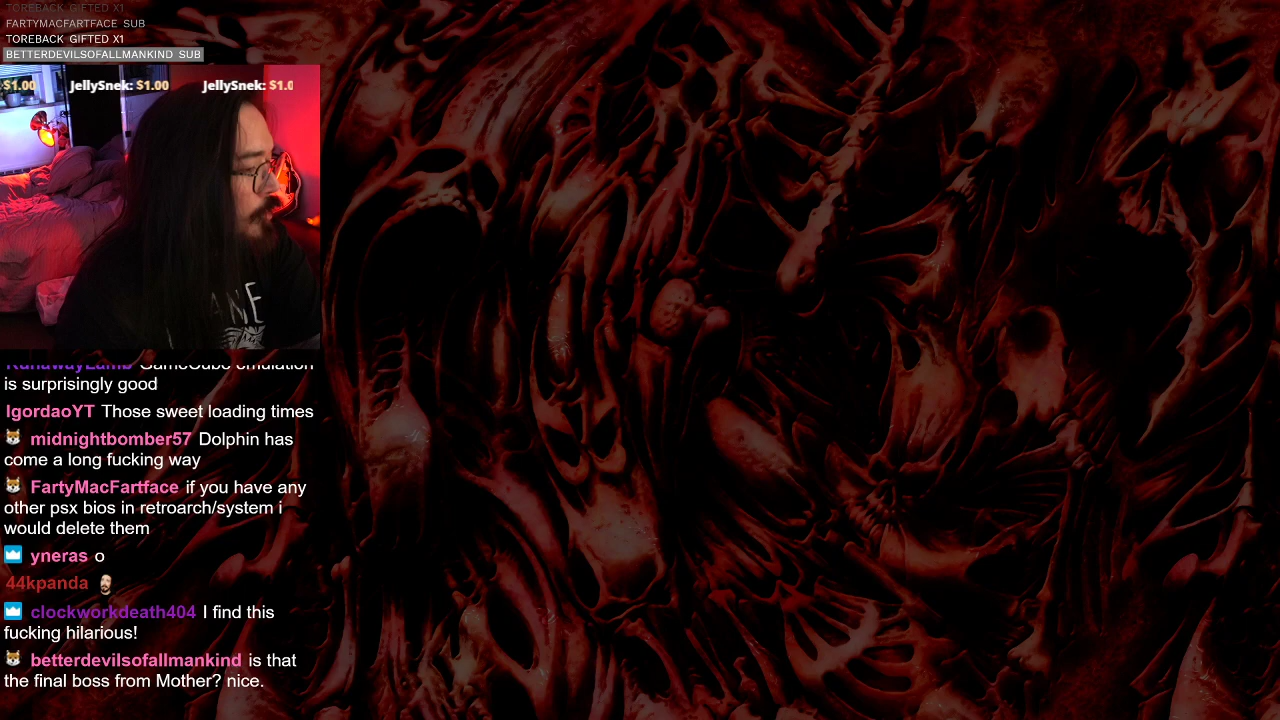 TOREBACK GIFTED X1
FARTYMACFARTFACE SUB
TOREBACK GIFTED X1
BETTERDEVILSOFALLMANKIND SUB
$1.00 JellySnek: $1.00 JellySnek: $1.0
ANE
RunawayLamb GameCube emulation
is surprisingly good
IgordaoYT Those sweet loading times
midnightbomber57 Dolphin has
come a long fucking way
FartyMacFartface if you have any
other psx bios in retroarch/system i
would delete them
yneras o
44kpanda
clockworkdeath404 I find this
fucking hilarious!
betterdevilsofallmankind is that
the final boss from Mother? nice.